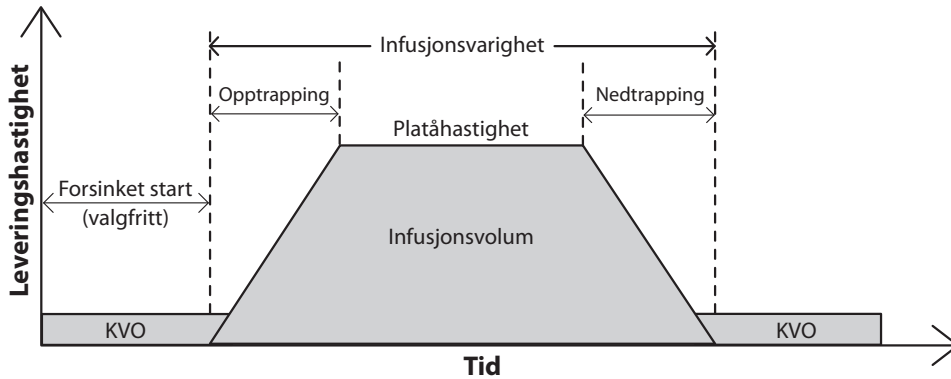 Infusjonsvarighet
Opptrapping
Nedtrapping
Platåhastighet
Leveringshastighet
Forsinket start
(valgfritt)
Infusjonsvolum
KVO
KVO
Tid